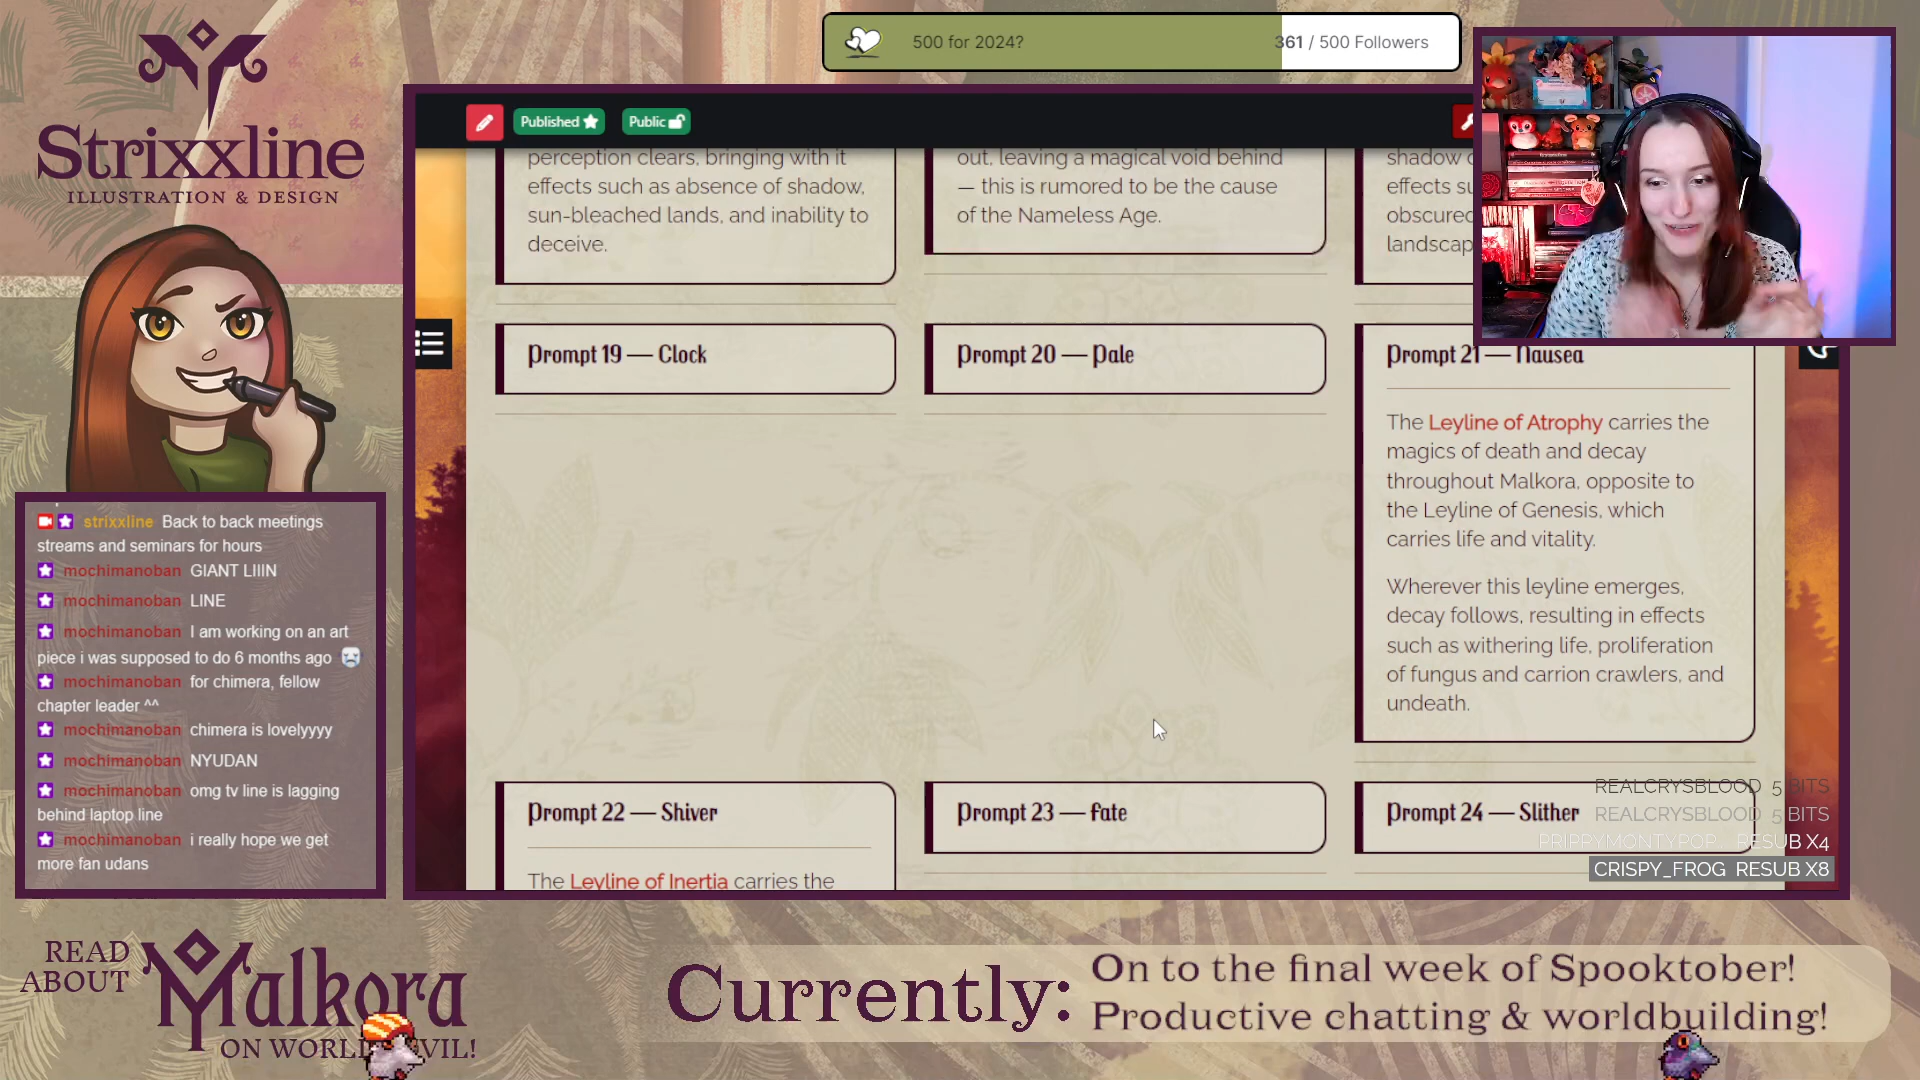 Strixxline
ILLUSTRATION & DESIGN
500 for 2024?
361 / 500 Followers
Published
Public
perception clears, bringing with it
effects such as absence of shadow,
sun-bleached lands, and inability to
deceive.
out, leaving a magical void behind
— this is rumored to be the cause
of the Nameless Age.
shadow
effects
obscured
Prompt 19 — Clock
Prompt 20 — Pale
Prompt 21 — Nausea
The Leyline of Atrophy carries the
magics of death and decay
throughout Malkora, opposite to
the Leyline of Genesis, which
carries life and vitality.
Wherever this leyline emerges,
decay follows, resulting in effects
such as withering life, proliferation
of fungus and carrion crawlers, and
undeath.
Prompt 22 — Shiver
The Leyline of Inertia carries the
Prompt 23 — Fate
Prompt 24 — Slither
REALCRYSBLOOD 5 BITS
REALCRYSBLOOD 5 BITS
PRIPPYMONTYPOP... RESUB X4
CRISPY_FROG RESUB X8
strixxline Back to back meetings
streams and seminars for hours
mochimanoban GIANT LIIIN
mochimanoban LINE
mochimanoban I am working on an art
piece i was supposed to do 6 months ago
mochimanoban for chimera, fellow
chapter leader ^^
mochimanoban chimera is lovelyyyy
mochimanoban NYUDAN
mochimanoban omg tv line is lagging
behind laptop line
mochimanoban i really hope we get
more fan udans
READ
ABOUT
Malkora
ON WORLD
VIL!
Currently:
On to the final week of Spooktober!
Productive chatting & worldbuilding!